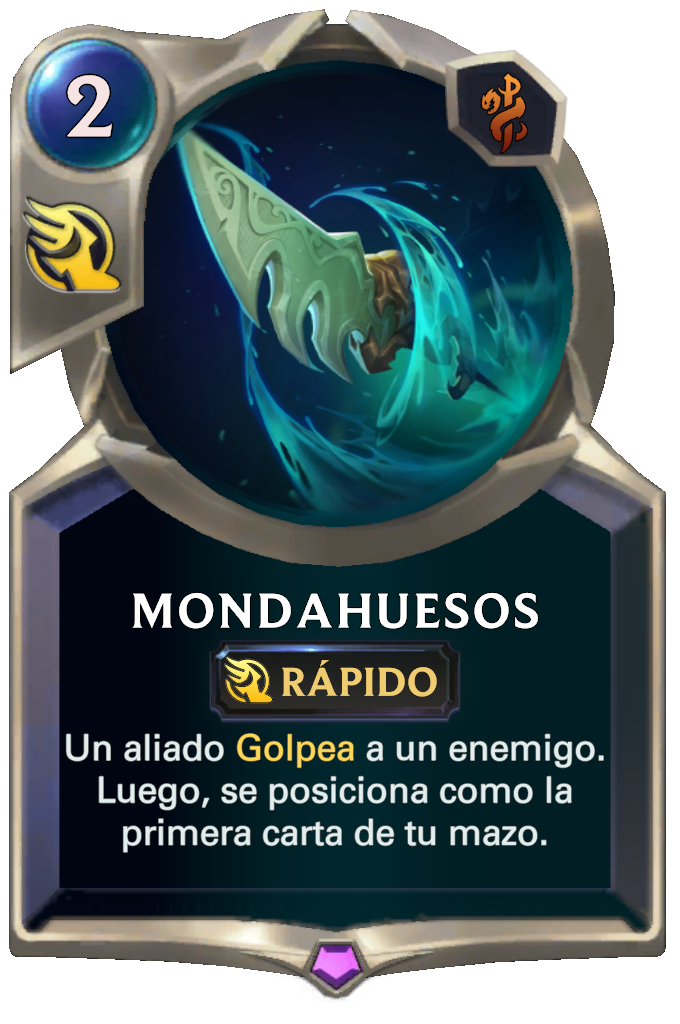 2
MONDAHUESOS
RÁPIDO
Un aliado Golpea a un enemigo.
Luego, se posiciona como la
primera carta de tu mazo.